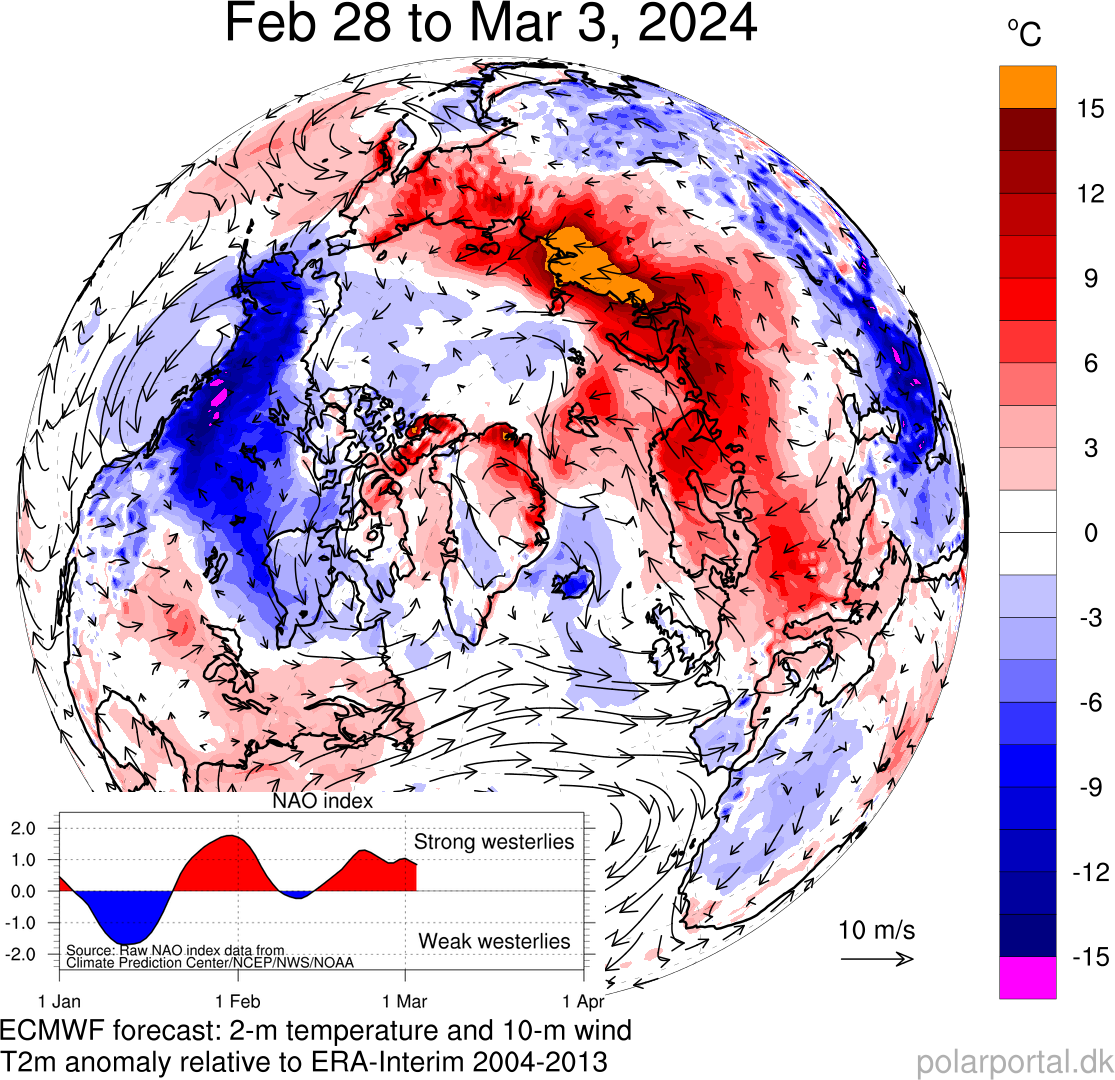 Feb 28 to Mar 3, 2024
°C
15
12
9
6
3
0
-3
-6
-9
-12
-15
NAO index
2.0
1.0
0.0
-1.0
-2.0
Strong westerlies
Weak westerlies
Source: Raw NAO index data from
Climate Prediction Center/NCEP/NWS/NOAA
1 Jan 1 Feb 1 Mar 1 Apr
10 m/s
ECMWF forecast: 2-m temperature and 10-m wind
T2m anomaly relative to ERA-Interim 2004-2013
polarportal.dk